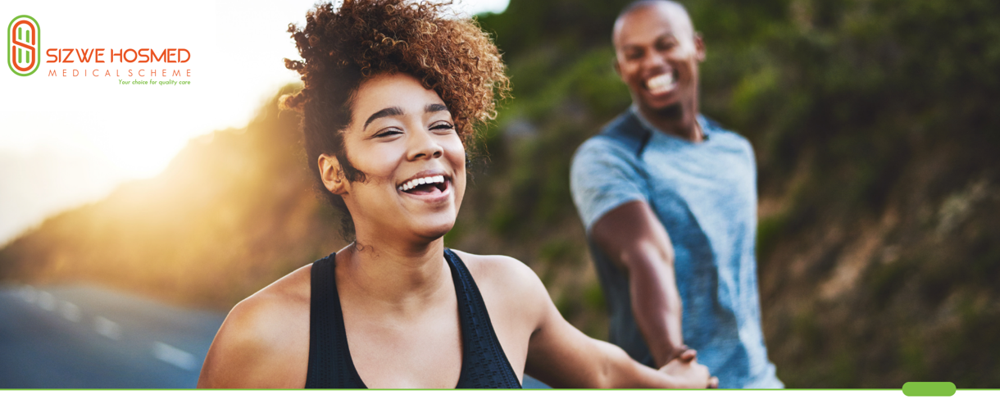 SIZWE HOSMED
MEDICAL SCHEME
Your choice for quality care